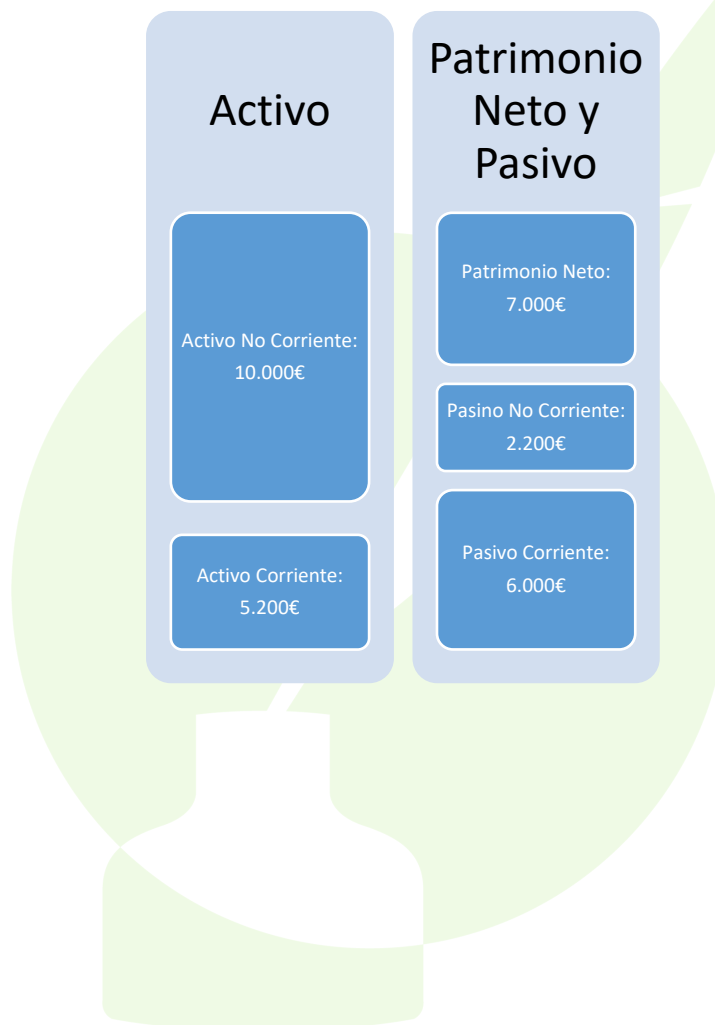 Activo
Activo No Corriente:
10.000€
Activo Corriente:
5.200€
Patrimonio
Neto y
Pasivo
Patrimonio Neto:
7.000€
Pasino No Corriente:
2.200€
Pasivo Corriente:
6.000€